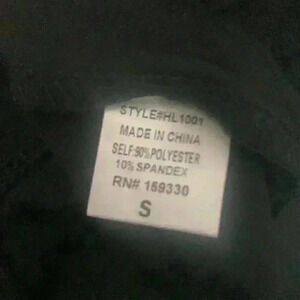 STYLE#HL1001
MADE IN CHINA
SELF:90%POLYESTER
10% SPANDEX
RN# 159330
S